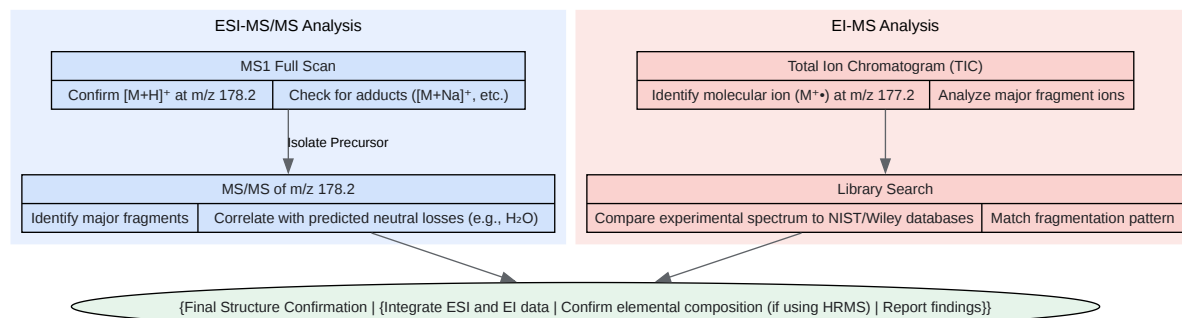 ESI-MS/MS Analysis
EI-MS Analysis
MS1 Full Scan
Confirm [M+H]⁺ at m/z 178.2
Check for adducts ([M+Na]⁺, etc.)
Total Ion Chromatogram (TIC)
Identify molecular ion (M⁺•) at m/z 177.2
Analyze major fragment ions
Isolate Precursor
MS/MS of m/z 178.2
Identify major fragments
Correlate with predicted neutral losses (e.g., H₂O)
Library Search
Compare experimental spectrum to NIST/Wiley databases
Match fragmentation pattern
{Final Structure Confirmation | {Integrate ESI and EI data | Confirm elemental composition (if using HRMS) | Report findings}}